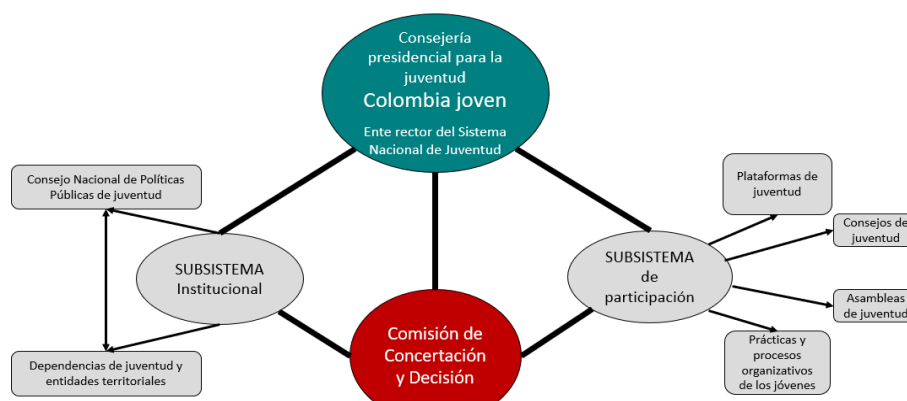 Consejería
presidencial para la
juventud
Colombia joven
Ente rector del Sistema
Nacional de Juventud
Consejo Nacional de Políticas
Públicas de juventud
Plataformas de
juventud
Consejos de
juventud
SUBSISTEMA
Institucional
SUBSISTEMA
de
participación
Asambleas
de juventud
Comisión de
Concertación
y Decisión
Dependencias de juventud y
entidades territoriales
Prácticas y
procesos
organizativos
de los jóvenes